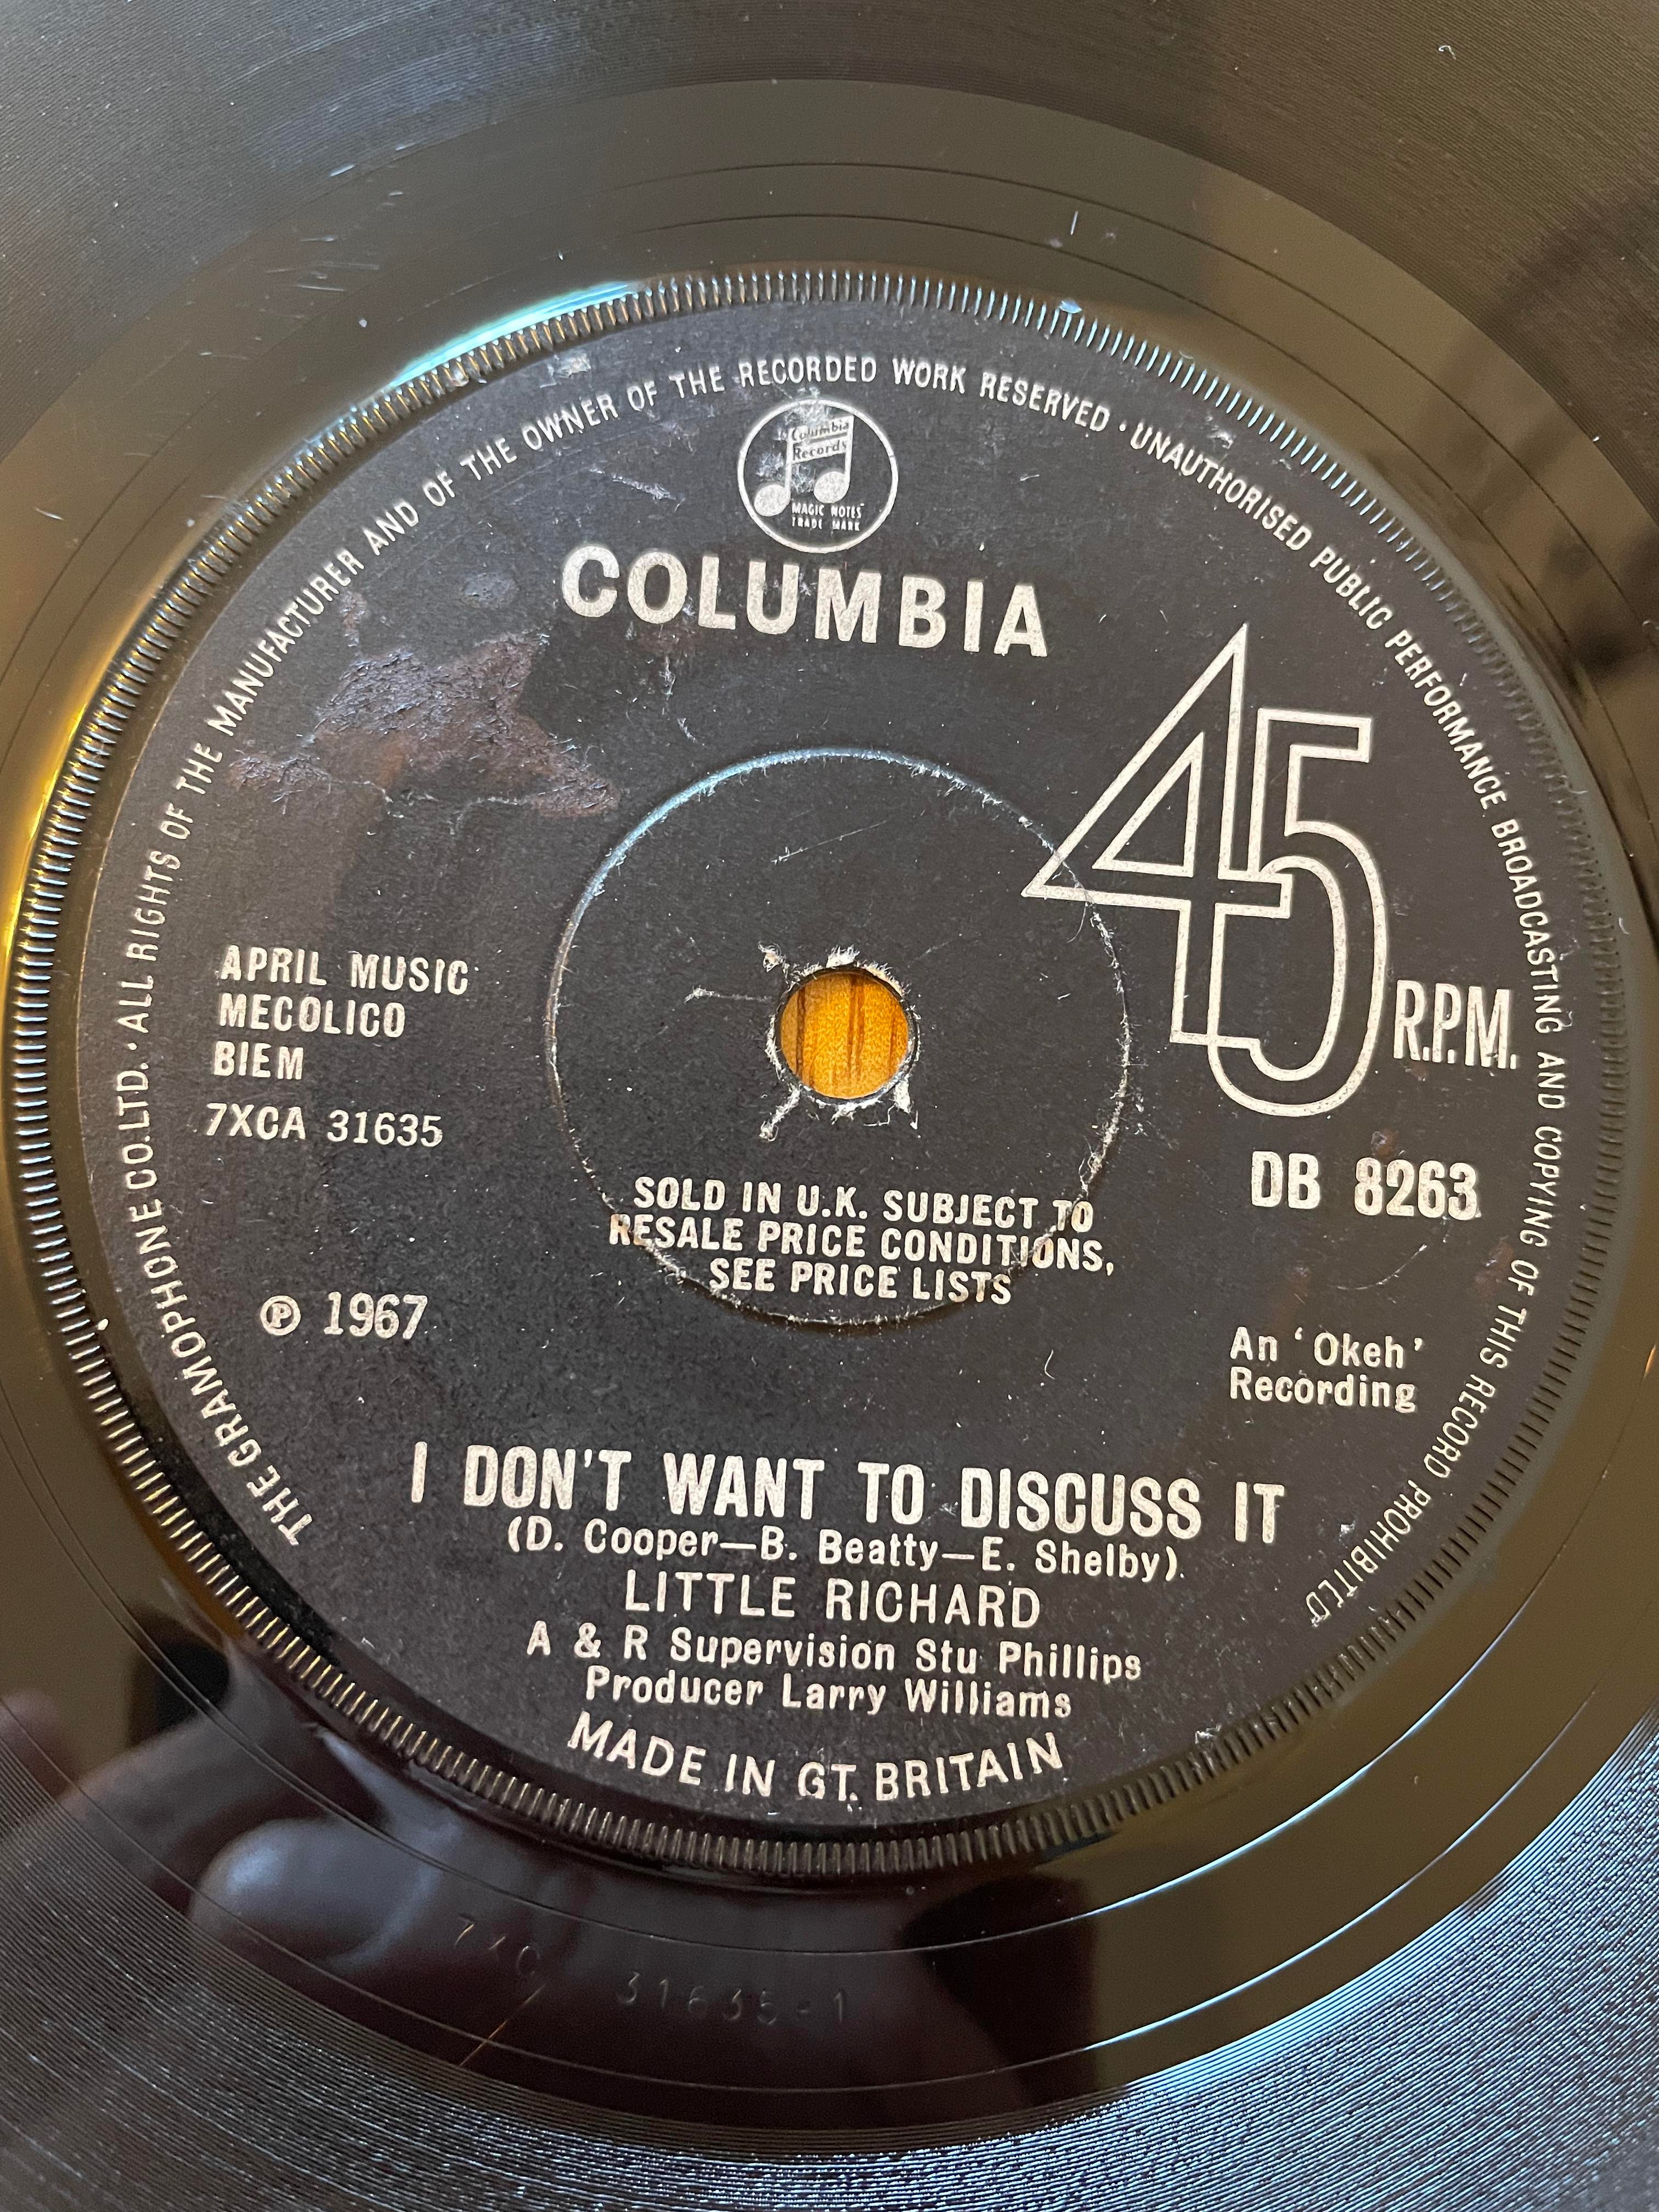 THE GRAMOPHONE CO. LTD. · ALL RIGHTS OF THE MANUFACTURER AND OF THE OWNER OF THE RECORDED WORK RESERVED · UNAUTHORISED PUBLIC PERFORMANCE BROADCASTING AND COPYING OF THIS RECORD PROHIBITED
Columbia
Records
MAGIC NOTES
TRADE MARK
COLUMBIA
45
R.P.M.
APRIL MUSIC
MECOLICO
BIEM
7XCA 31635
DB 8263
SOLD IN U.K. SUBJECT TO
RESALE PRICE CONDITIONS,
SEE PRICE LISTS
℗ 1967
An ‘Okeh’
Recording
I DON'T WANT TO DISCUSS IT
(D. Cooper—B. Beatty—E. Shelby)
LITTLE RICHARD
A & R Supervision Stu Phillips
Producer Larry Williams
MADE IN GT. BRITAIN
31635-1